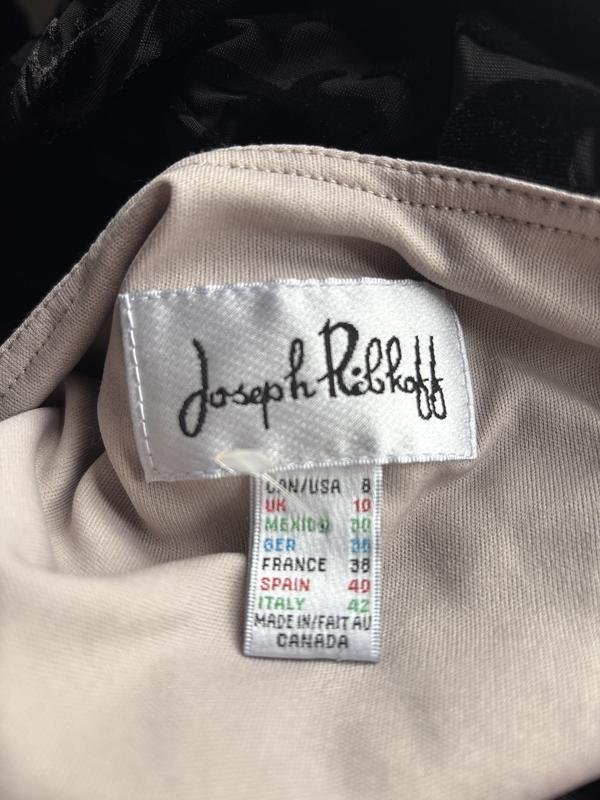 Joseph Ribkoff
CAN/USA 8
UK 10
MEXICO 30
GER 36
FRANCE 38
SPAIN 40
ITALY 42
MADE IN/FAIT AU
CANADA